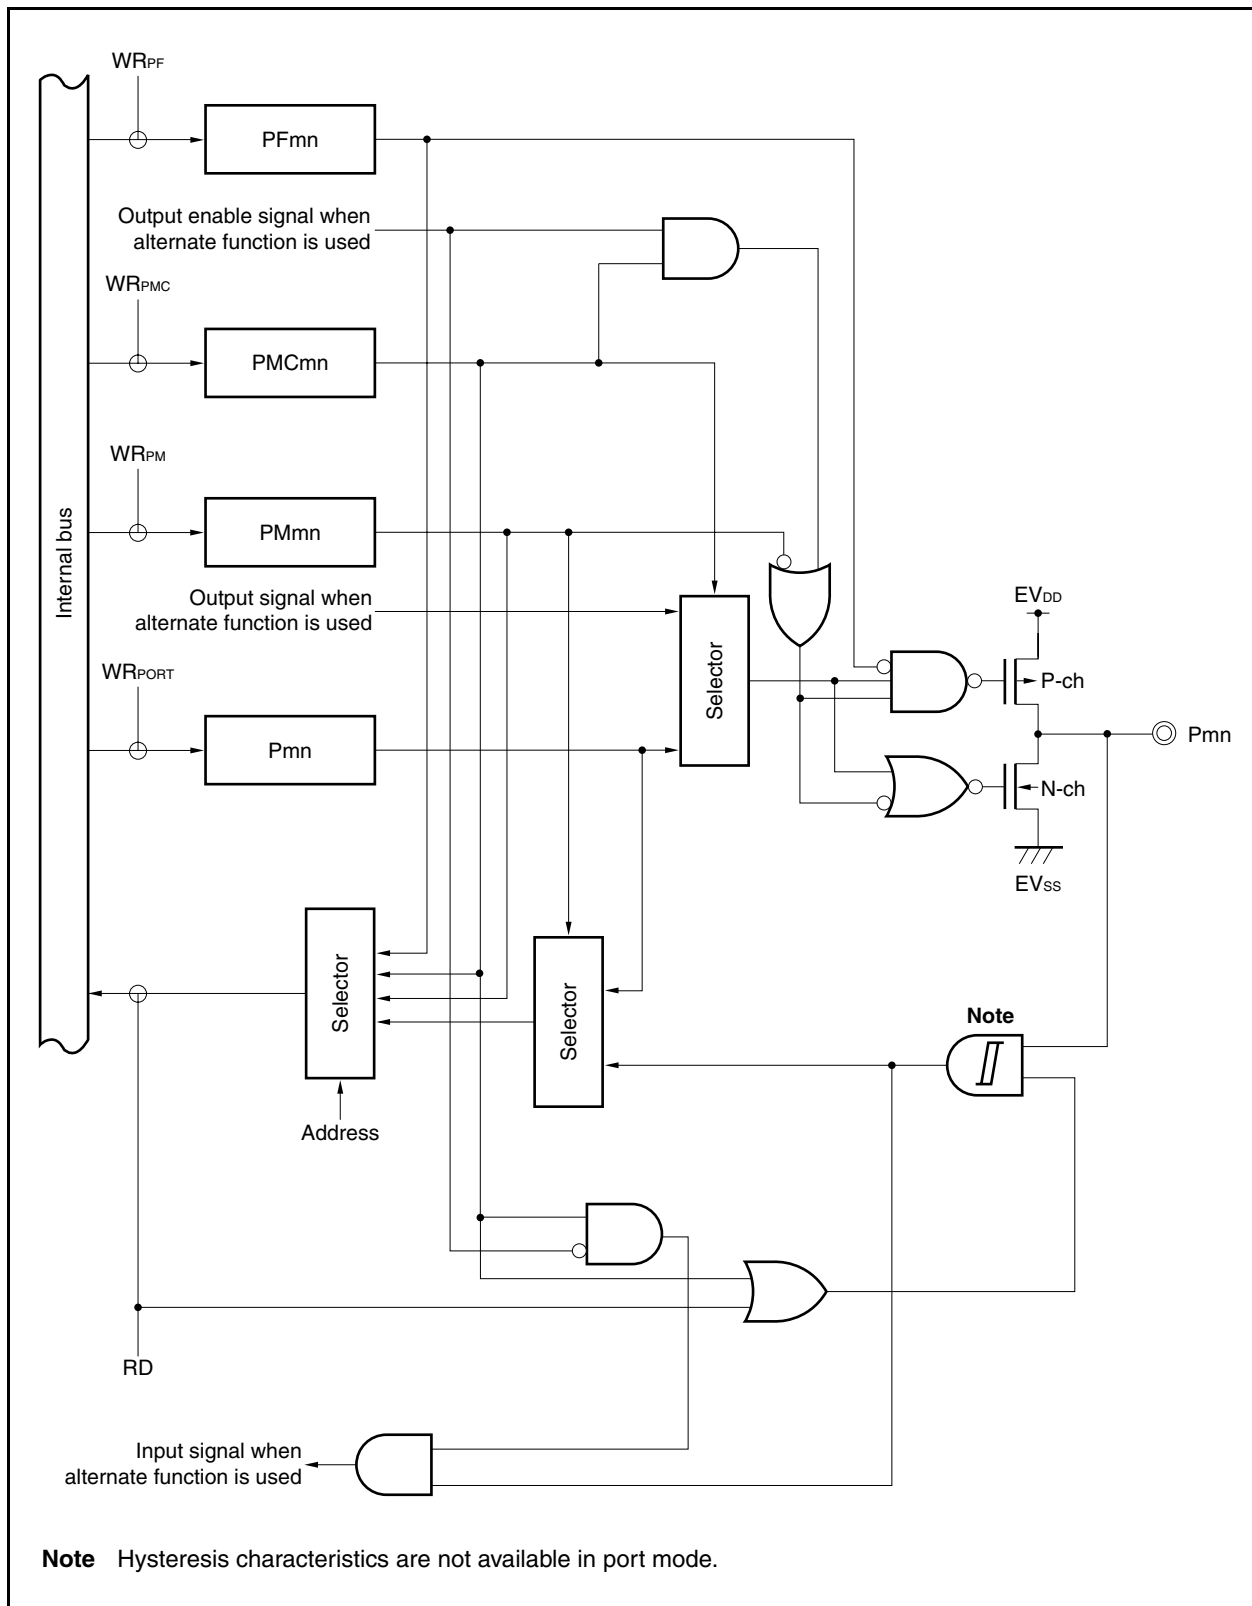 WRPF
PFmn
Output enable signal when
alternate function is used
WRPMC
PMCmn
WRPM
PMmn
Internal bus
Output signal when
alternate function is used
EVDD
WRPORT
Selector
P-ch
Pmn
Pmn
N-ch
EVSS
Selector
Selector
Note
Address
RD
Input signal when
alternate function is used
Note Hysteresis characteristics are not available in port mode.